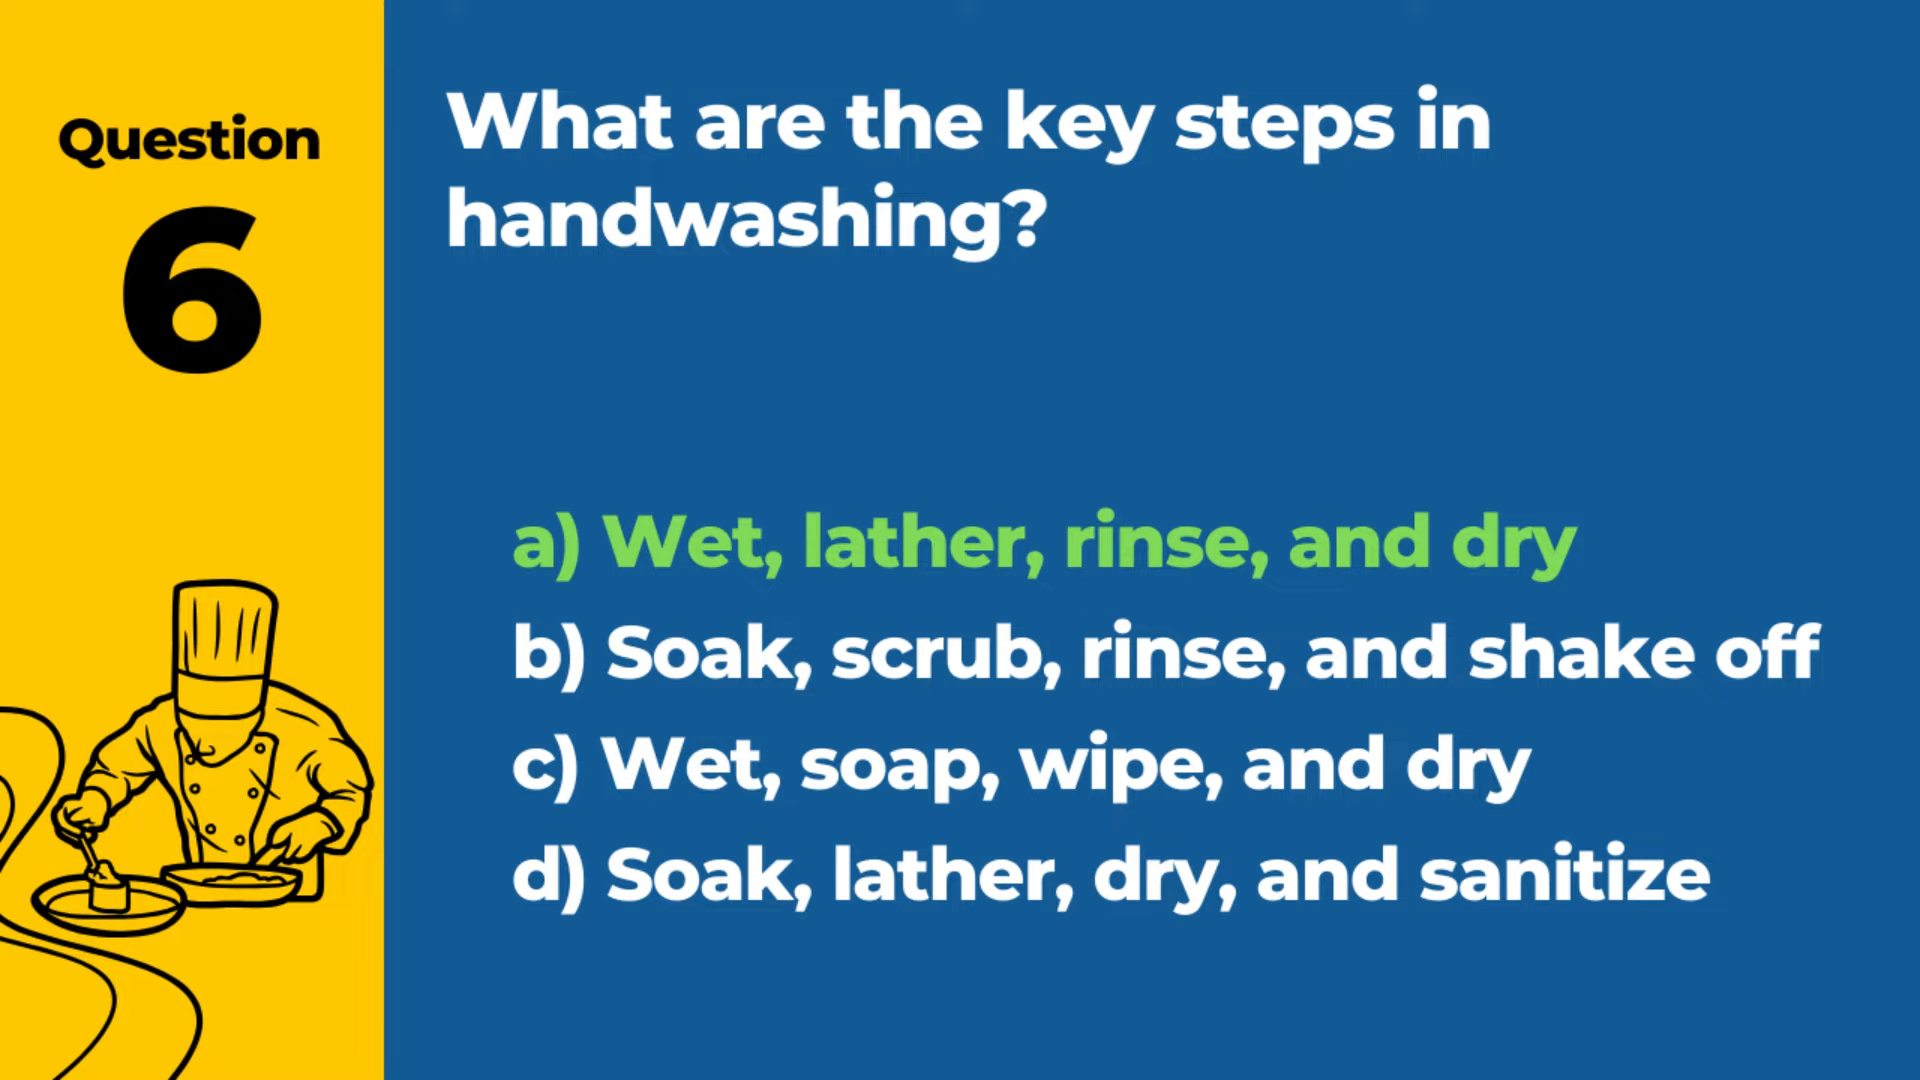 Question
6
What are the key steps in
handwashing?
a) Wet, lather, rinse, and dry
b) Soak, scrub, rinse, and shake off
c) Wet, soap, wipe, and dry
d) Soak, lather, dry, and sanitize